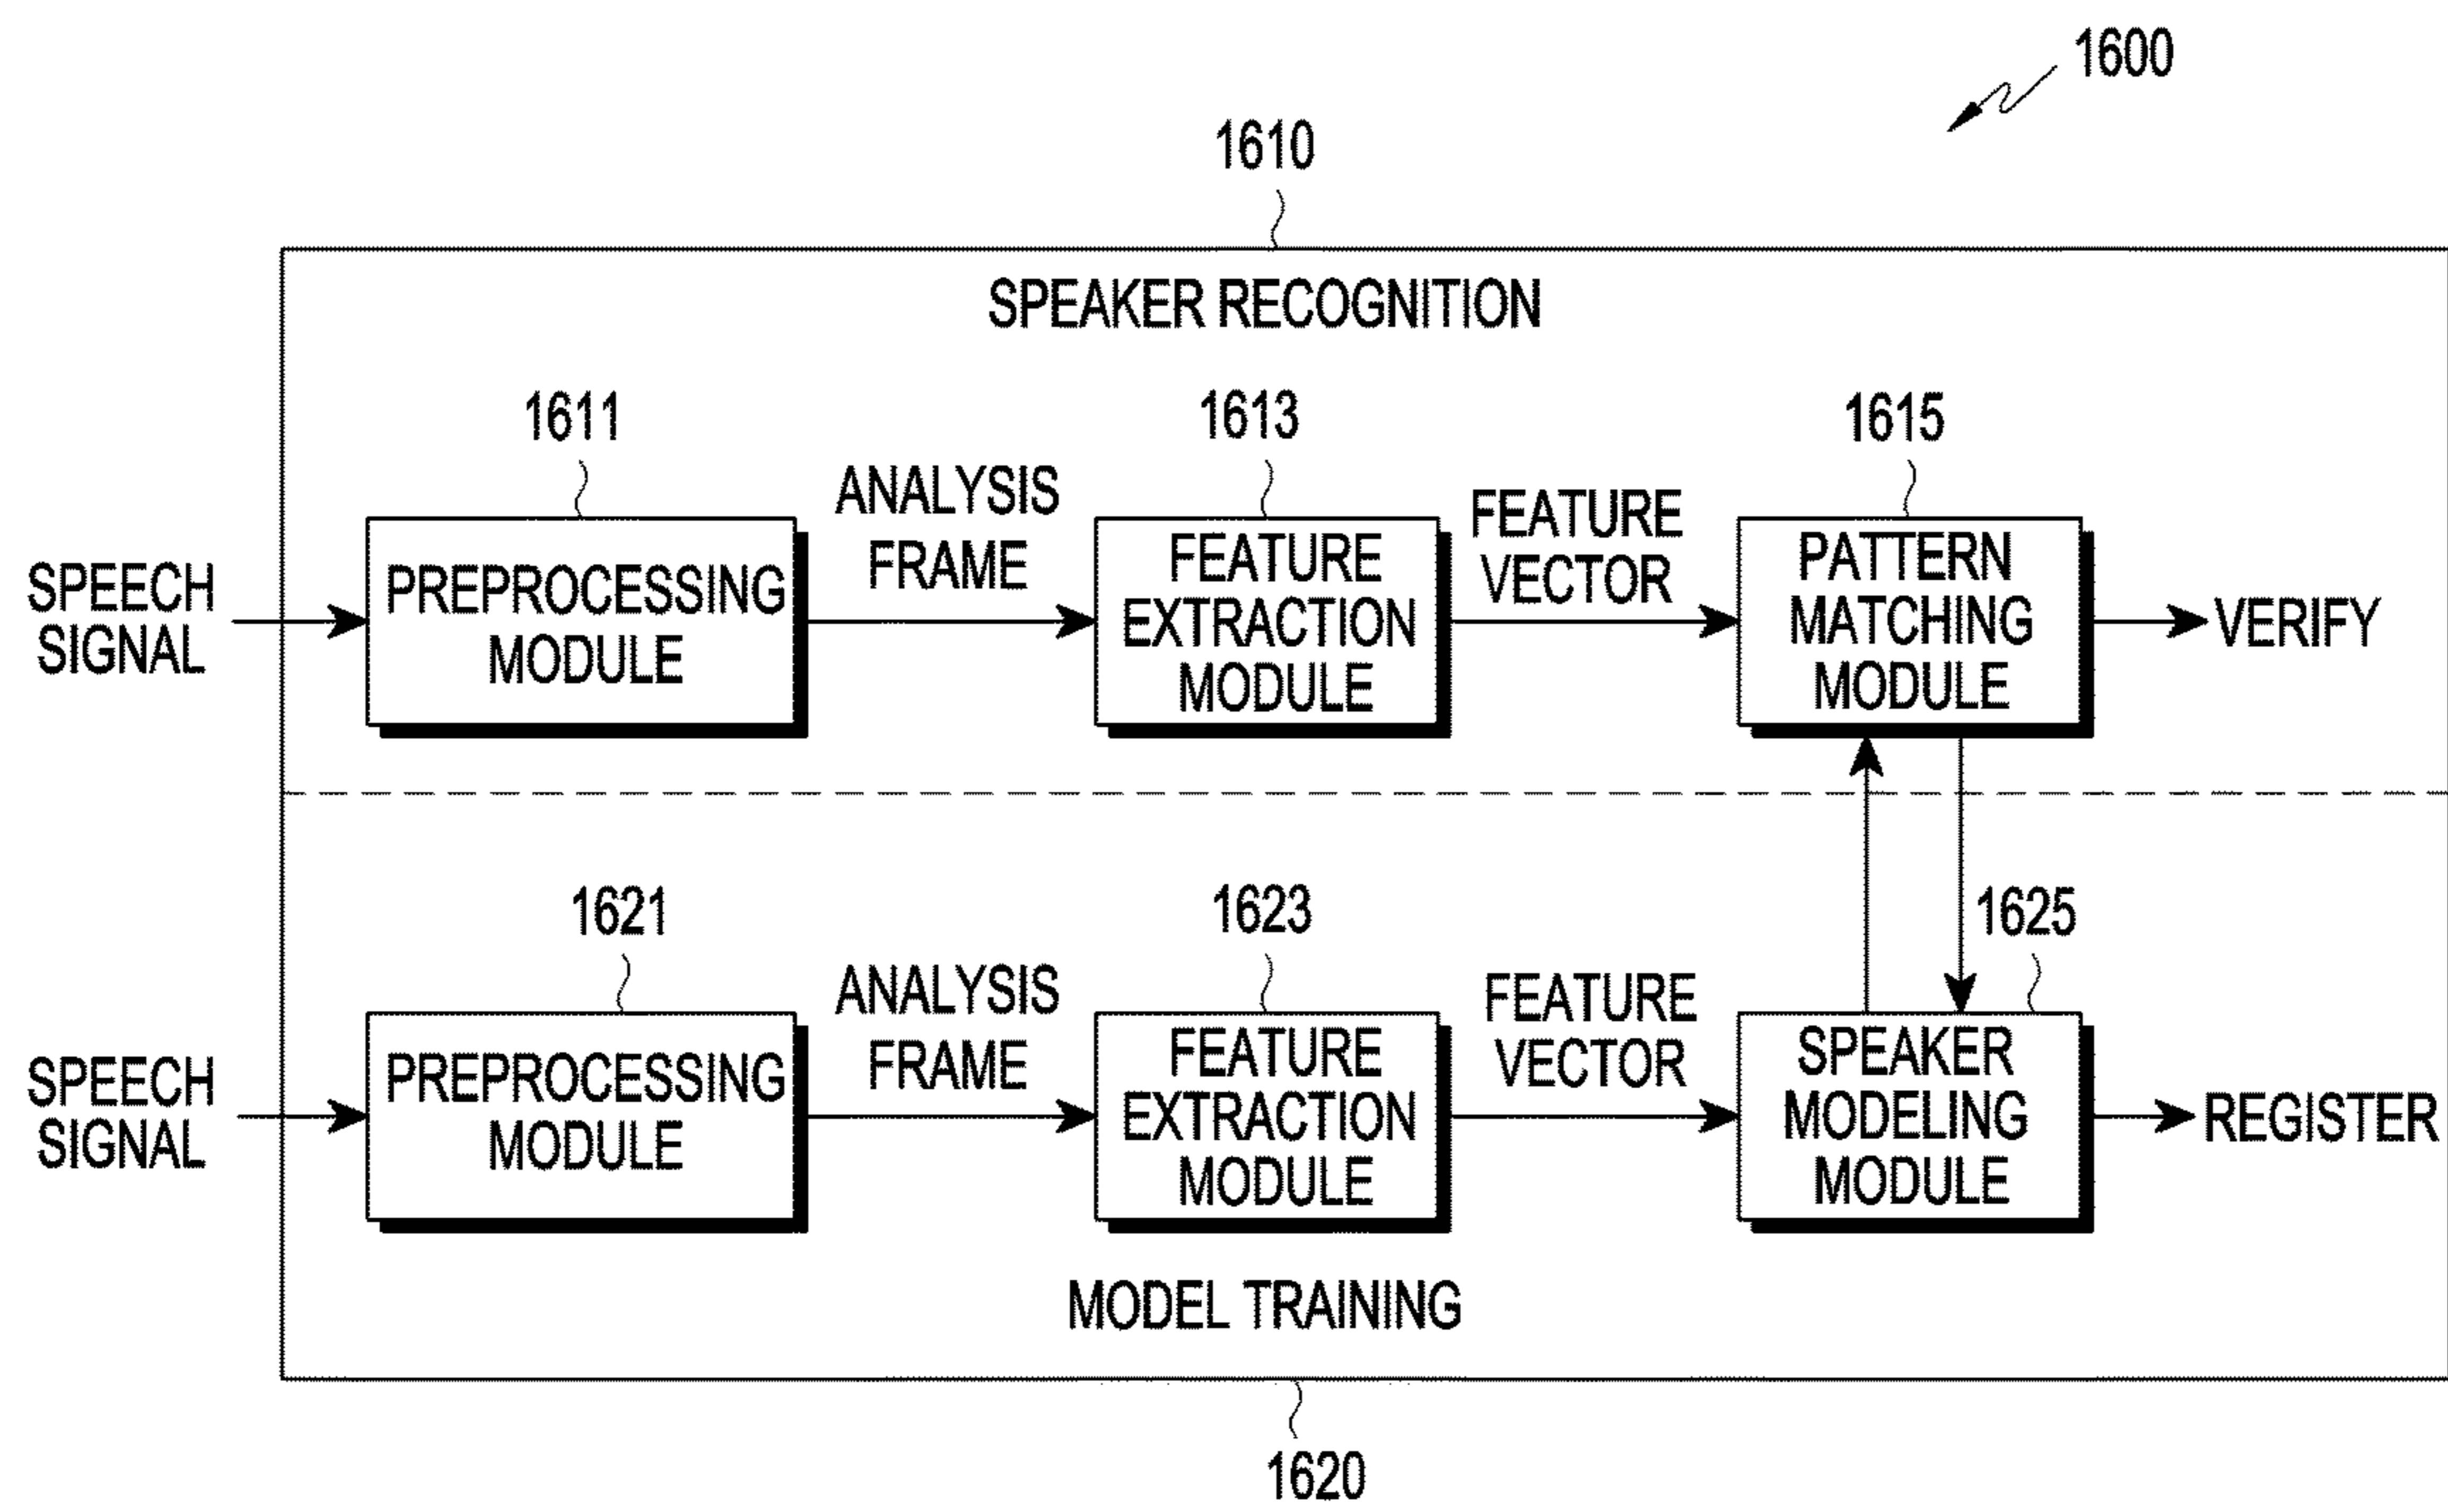 1600
1610
SPEAKER RECOGNITION
1611
1613
1615
SPEECH
SIGNAL
PREPROCESSING
MODULE
ANALYSIS
FRAME
FEATURE
EXTRACTION
MODULE
FEATURE
VECTOR
PATTERN
MATCHING
MODULE
VERIFY
1621
1623
1625
SPEECH
SIGNAL
PREPROCESSING
MODULE
ANALYSIS
FRAME
FEATURE
EXTRACTION
MODULE
FEATURE
VECTOR
SPEAKER
MODELING
MODULE
REGISTER
MODEL TRAINING
1620